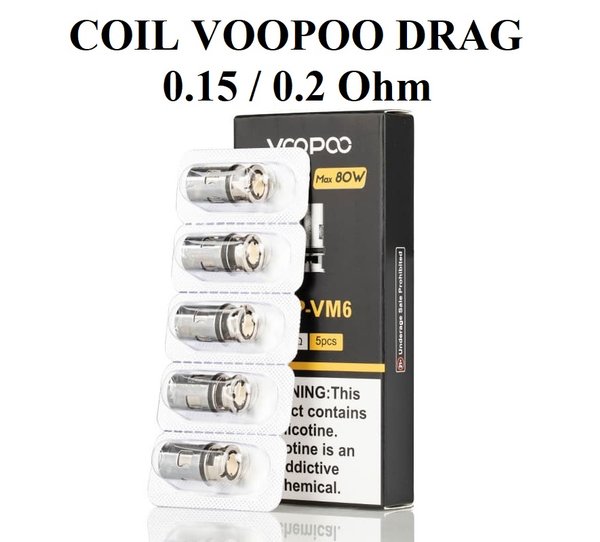 COIL VOOPOO DRAG
0.15 / 0.2 Ohm
VOOPOO
Max 80W
P-VM6
Ω 5pcs
NING:This
ct contains
icotine.
otine is an
ddictive
hemical.
Underage Sale Prohibited